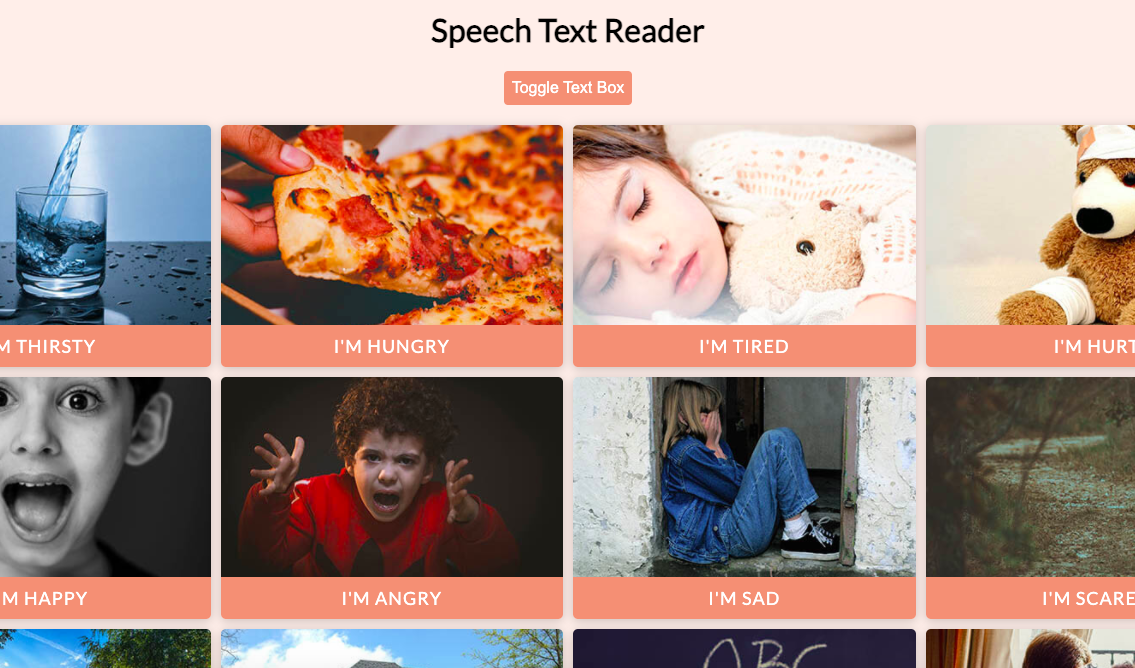 Speech Text Reader
Toggle Text Box
M THIRSTY
I'M HUNGRY
I'M TIRED
I'M HURT
M HAPPY
I'M ANGRY
I'M SAD
I'M SCARE
ABC